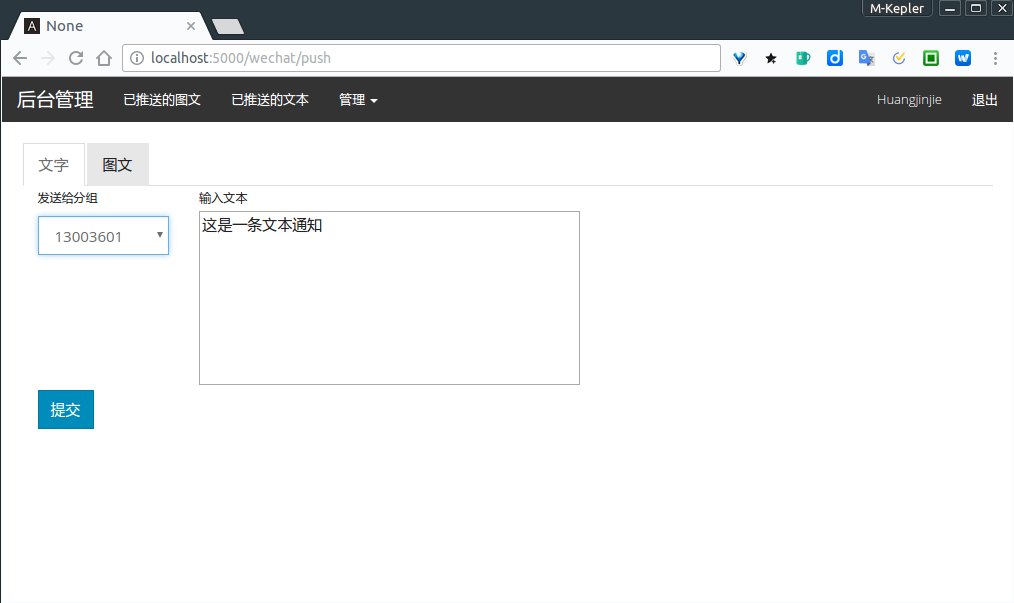 M-Kepler
None
localhost:5000/wechat/push
后台管理 已推送的图文 已推送的文本 管理 Huangjinjie 退出
文字 图文
发送给分组 输入文本
13003601 这是一条文本通知
提交